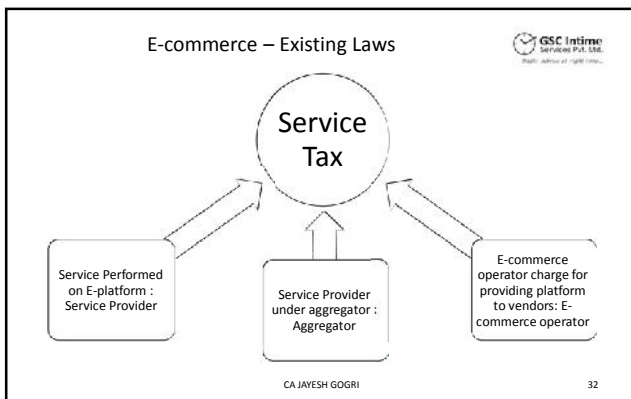 E-commerce – Existing Laws
GSC Intime
Services Pvt. Ltd.
Service
Tax
Service Performed
on E-platform :
Service Provider
Service Provider
under aggregator :
Aggregator
E-commerce
operator charge for
providing platform
to vendors: E-
commerce operator
CA JAYESH GOGRI
32